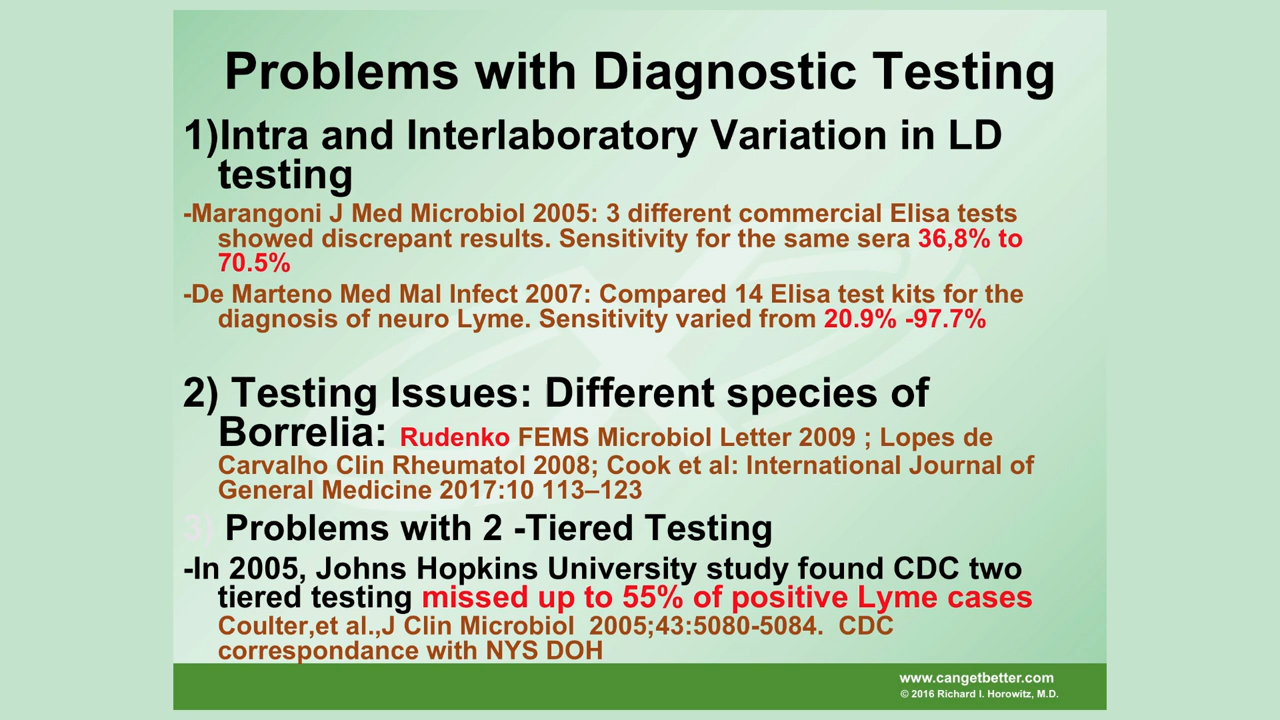 Problems with Diagnostic Testing
1)Intra and Interlaboratory Variation in LD
testing
-Marangoni J Med Microbiol 2005: 3 different commercial Elisa tests
showed discrepant results. Sensitivity for the same sera 36,8% to
70.5%
-De Marteno Med Mal Infect 2007: Compared 14 Elisa test kits for the
diagnosis of neuro Lyme. Sensitivity varied from 20.9% -97.7%
2) Testing Issues: Different species of
Borrelia: Rudenko FEMS Microbiol Letter 2009 ; Lopes de
Carvalho Clin Rheumatol 2008; Cook et al: International Journal of
General Medicine 2017:10 113–123
3) Problems with 2 -Tiered Testing
-In 2005, Johns Hopkins University study found CDC two
tiered testing missed up to 55% of positive Lyme cases
Coulter,et al.,J Clin Microbiol 2005;43:5080-5084. CDC
correspondance with NYS DOH
www.cangetbetter.com
© 2016 Richard I. Horowitz, M.D.